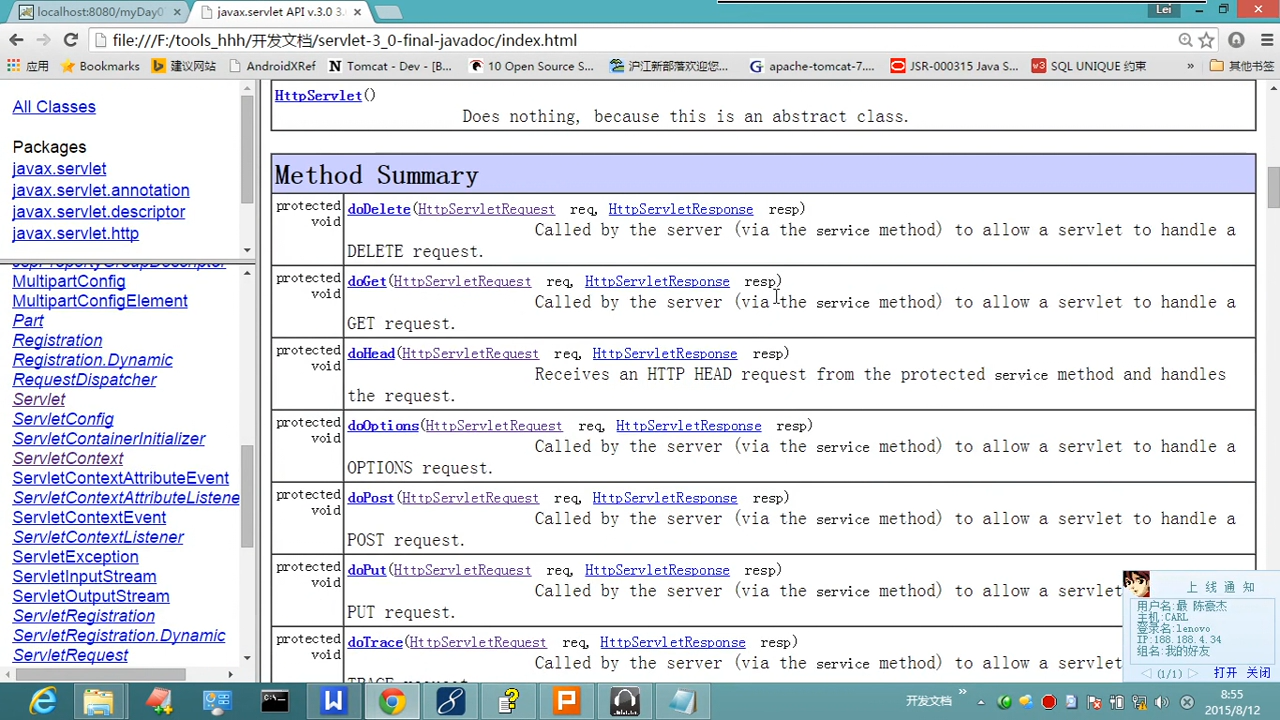 localhost:8080/myDay0
javax.servlet API v.3.0 3.
Lei
file:///F:/tools_hhh/开发文档/servlet-3_0-final-javadoc/index.html
应用 Bookmarks 建议网站 AndroidXRef Tomcat - Dev - [B... 10 Open Source S... 沪江新部落欢迎您... apache-tomcat-7.... JSR-000315 Java S... SQL UNIQUE 约束 » 其他书签
All Classes
Packages
javax.servlet
javax.servlet.annotation
javax.servlet.descriptor
javax.servlet.http
JspPropertyGroupDescriptor
MultipartConfig
MultipartConfigElement
Part
Registration
Registration.Dynamic
RequestDispatcher
Servlet
ServletConfig
ServletContainerInitializer
ServletContext
ServletContextAttributeEvent
ServletContextAttributeListene
ServletContextEvent
ServletContextListener
ServletException
ServletInputStream
ServletOutputStream
ServletRegistration
ServletRegistration.Dynamic
ServletRequest
HttpServlet()
Does nothing, because this is an abstract class.
Method Summary
protected void doDelete(HttpServletRequest req, HttpServletResponse resp)
Called by the server (via the service method) to allow a servlet to handle a
DELETE request.
protected void doGet(HttpServletRequest req, HttpServletResponse resp)
Called by the server (via the service method) to allow a servlet to handle a
GET request.
protected void doHead(HttpServletRequest req, HttpServletResponse resp)
Receives an HTTP HEAD request from the protected service method and handles
the request.
protected void doOptions(HttpServletRequest req, HttpServletResponse resp)
Called by the server (via the service method) to allow a servlet to handle a
OPTIONS request.
protected void doPost(HttpServletRequest req, HttpServletResponse resp)
Called by the server (via the service method) to allow a servlet to handle a
POST request.
protected void doPut(HttpServletRequest req, HttpServletResponse resp)
Called by the server (via the service method) to allow a servlet
PUT request.
protected void doTrace(HttpServletRequest req, HttpServletResponse resp)
Called by the server (via the service method) to allow a servlet
TRACE request.
上线通知
用户名:最 陈豪杰
主机:CARL
登录名:lenovo
IP:188.188.4.34
组名:我的好友
(1/1)
打开 关闭
开发文档 »
8:55
2015/8/12